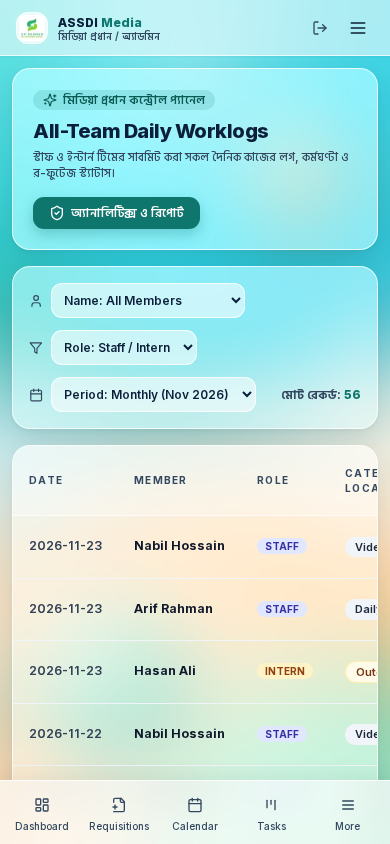 ASSDI Media
মিডিয়া প্রধান / অ্যাডমিন
মিডিয়া প্রধান কন্ট্রোল প্যানেল
All-Team Daily Worklogs
স্টাফ ও ইন্টার্ন টিমের সাবমিট করা সকল দৈনিক কাজের লগ, কর্মঘণ্টা ও
র-ফুটেজ স্ট্যাটাস।
অ্যানালিটিক্স ও রিপোর্ট
Name: All Members
Role: Staff / Intern
Period: Monthly (Nov 2026)
মোট রেকর্ড: 56
DATE MEMBER ROLE CATE
LOCA
2026-11-23 Nabil Hossain STAFF Vide
2026-11-23 Arif Rahman STAFF Dail
2026-11-23 Hasan Ali INTERN Out
2026-11-22 Nabil Hossain STAFF Vide
Dashboard Requisitions Calendar Tasks More